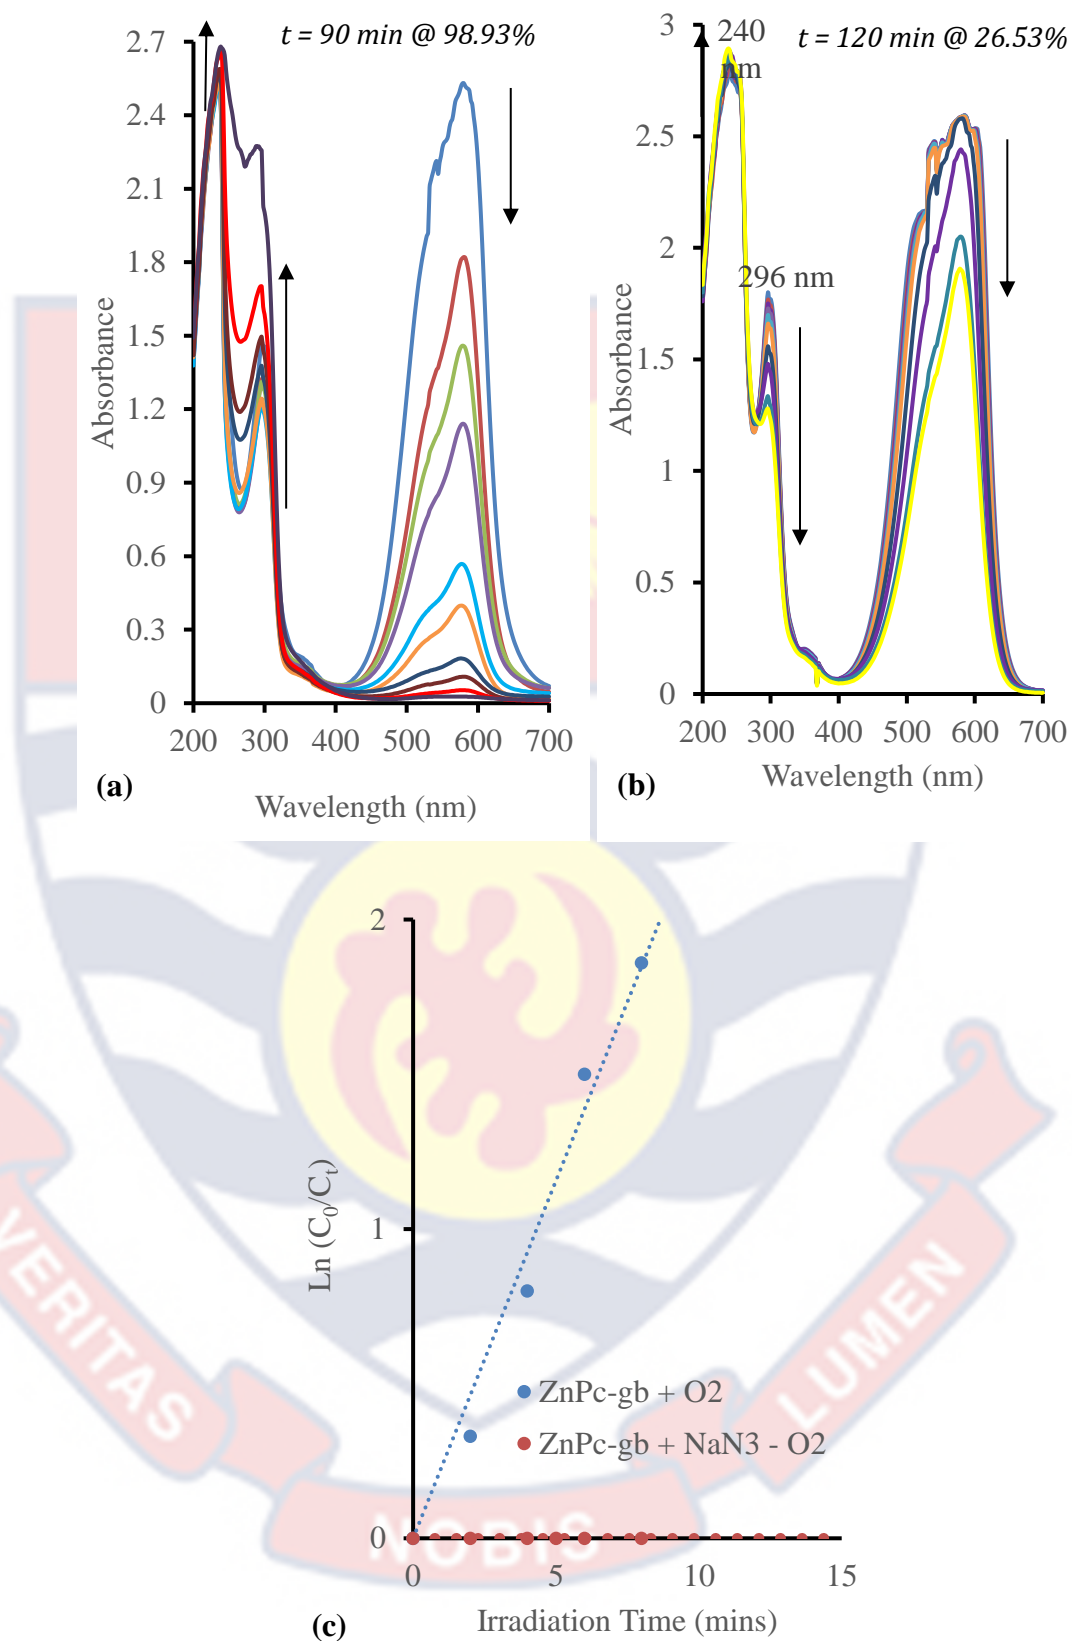 t = 90 min @ 98.93%
2.7
2.4
2.1
1.8
1.5
1.2
0.9
0.6
0.3
0
Absorbance
200 300 400 500 600 700
(a)
Wavelength (nm)
t = 120 min @ 26.53%
240
nm
296 nm
3
2.5
2
1.5
1
0.5
0
Absorbance
200 300 400 500 600 700
(b)
Wavelength (nm)
2
1
0
Ln (C0/Ct)
ZnPc-gb + O2
ZnPc-gb + NaN3 - O2
0 5 10 15
(c)
Irradiation Time (mins)
VERITAS
NOBIS
LUMEN